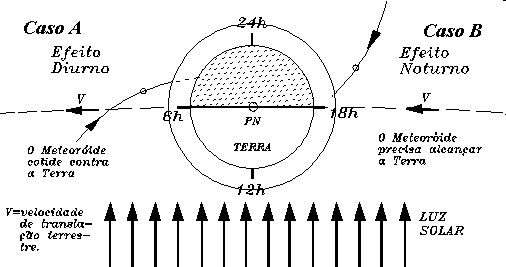 Caso A
24h
Caso B
Efeito
Diurno
Efeito
Noturno
V
6h
PN
18h
V
TERRA
O Meteoróide
colide contra
a Terra
O Meteoróide
precisa alcançar
a Terra
12h
V=velocidade
de transla-
ção terres-
tre.
LUZ
SOLAR